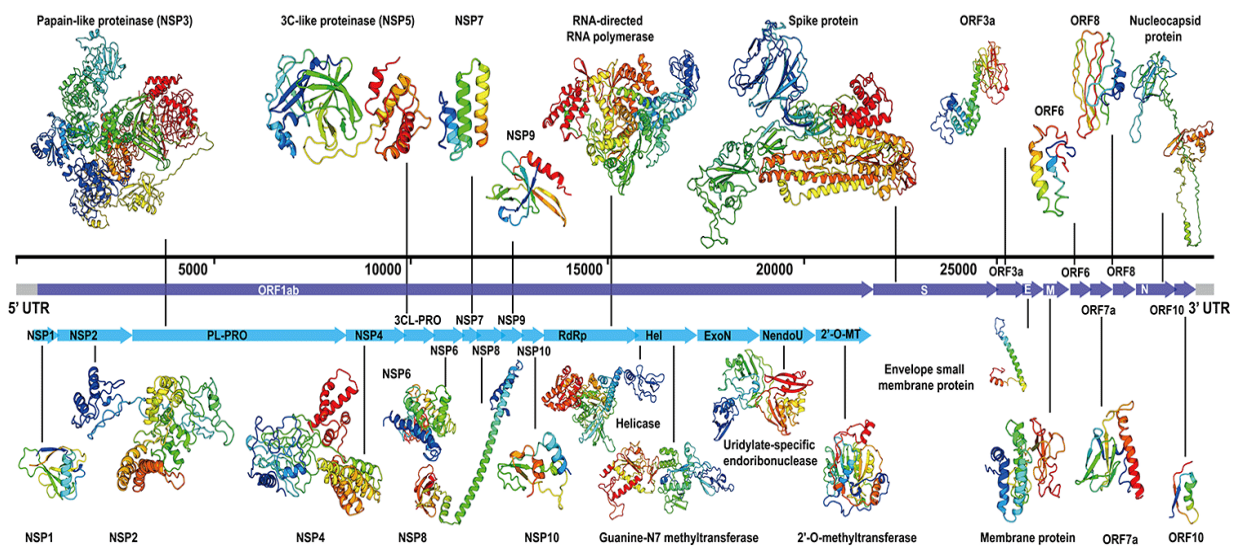 Papain-like proteinase (NSP3)
3C-like proteinase (NSP5)
NSP7
RNA-directed
RNA polymerase
Spike protein
ORF3a
ORF8
Nucleocapsid
protein
NSP9
ORF6
5000
10000
15000
20000
25000
ORF3a
ORF6
ORF8
ORF1ab
S
E
M
N
5' UTR
ORF7a
ORF10
3' UTR
3CL-PRO
NSP7
NSP9
NSP1
NSP2
PL-PRO
NSP4
RdRp
Hel
ExoN
NendoU
2'-O-MT
NSP6
NSP8
NSP10
NSP6
Envelope small
membrane protein
Helicase
Uridylate-specific
endoribonuclease
NSP1
NSP2
NSP4
NSP8
NSP10
Guanine-N7 methyltransferase
2'-O-methyltransferase
Membrane protein
ORF7a
ORF10